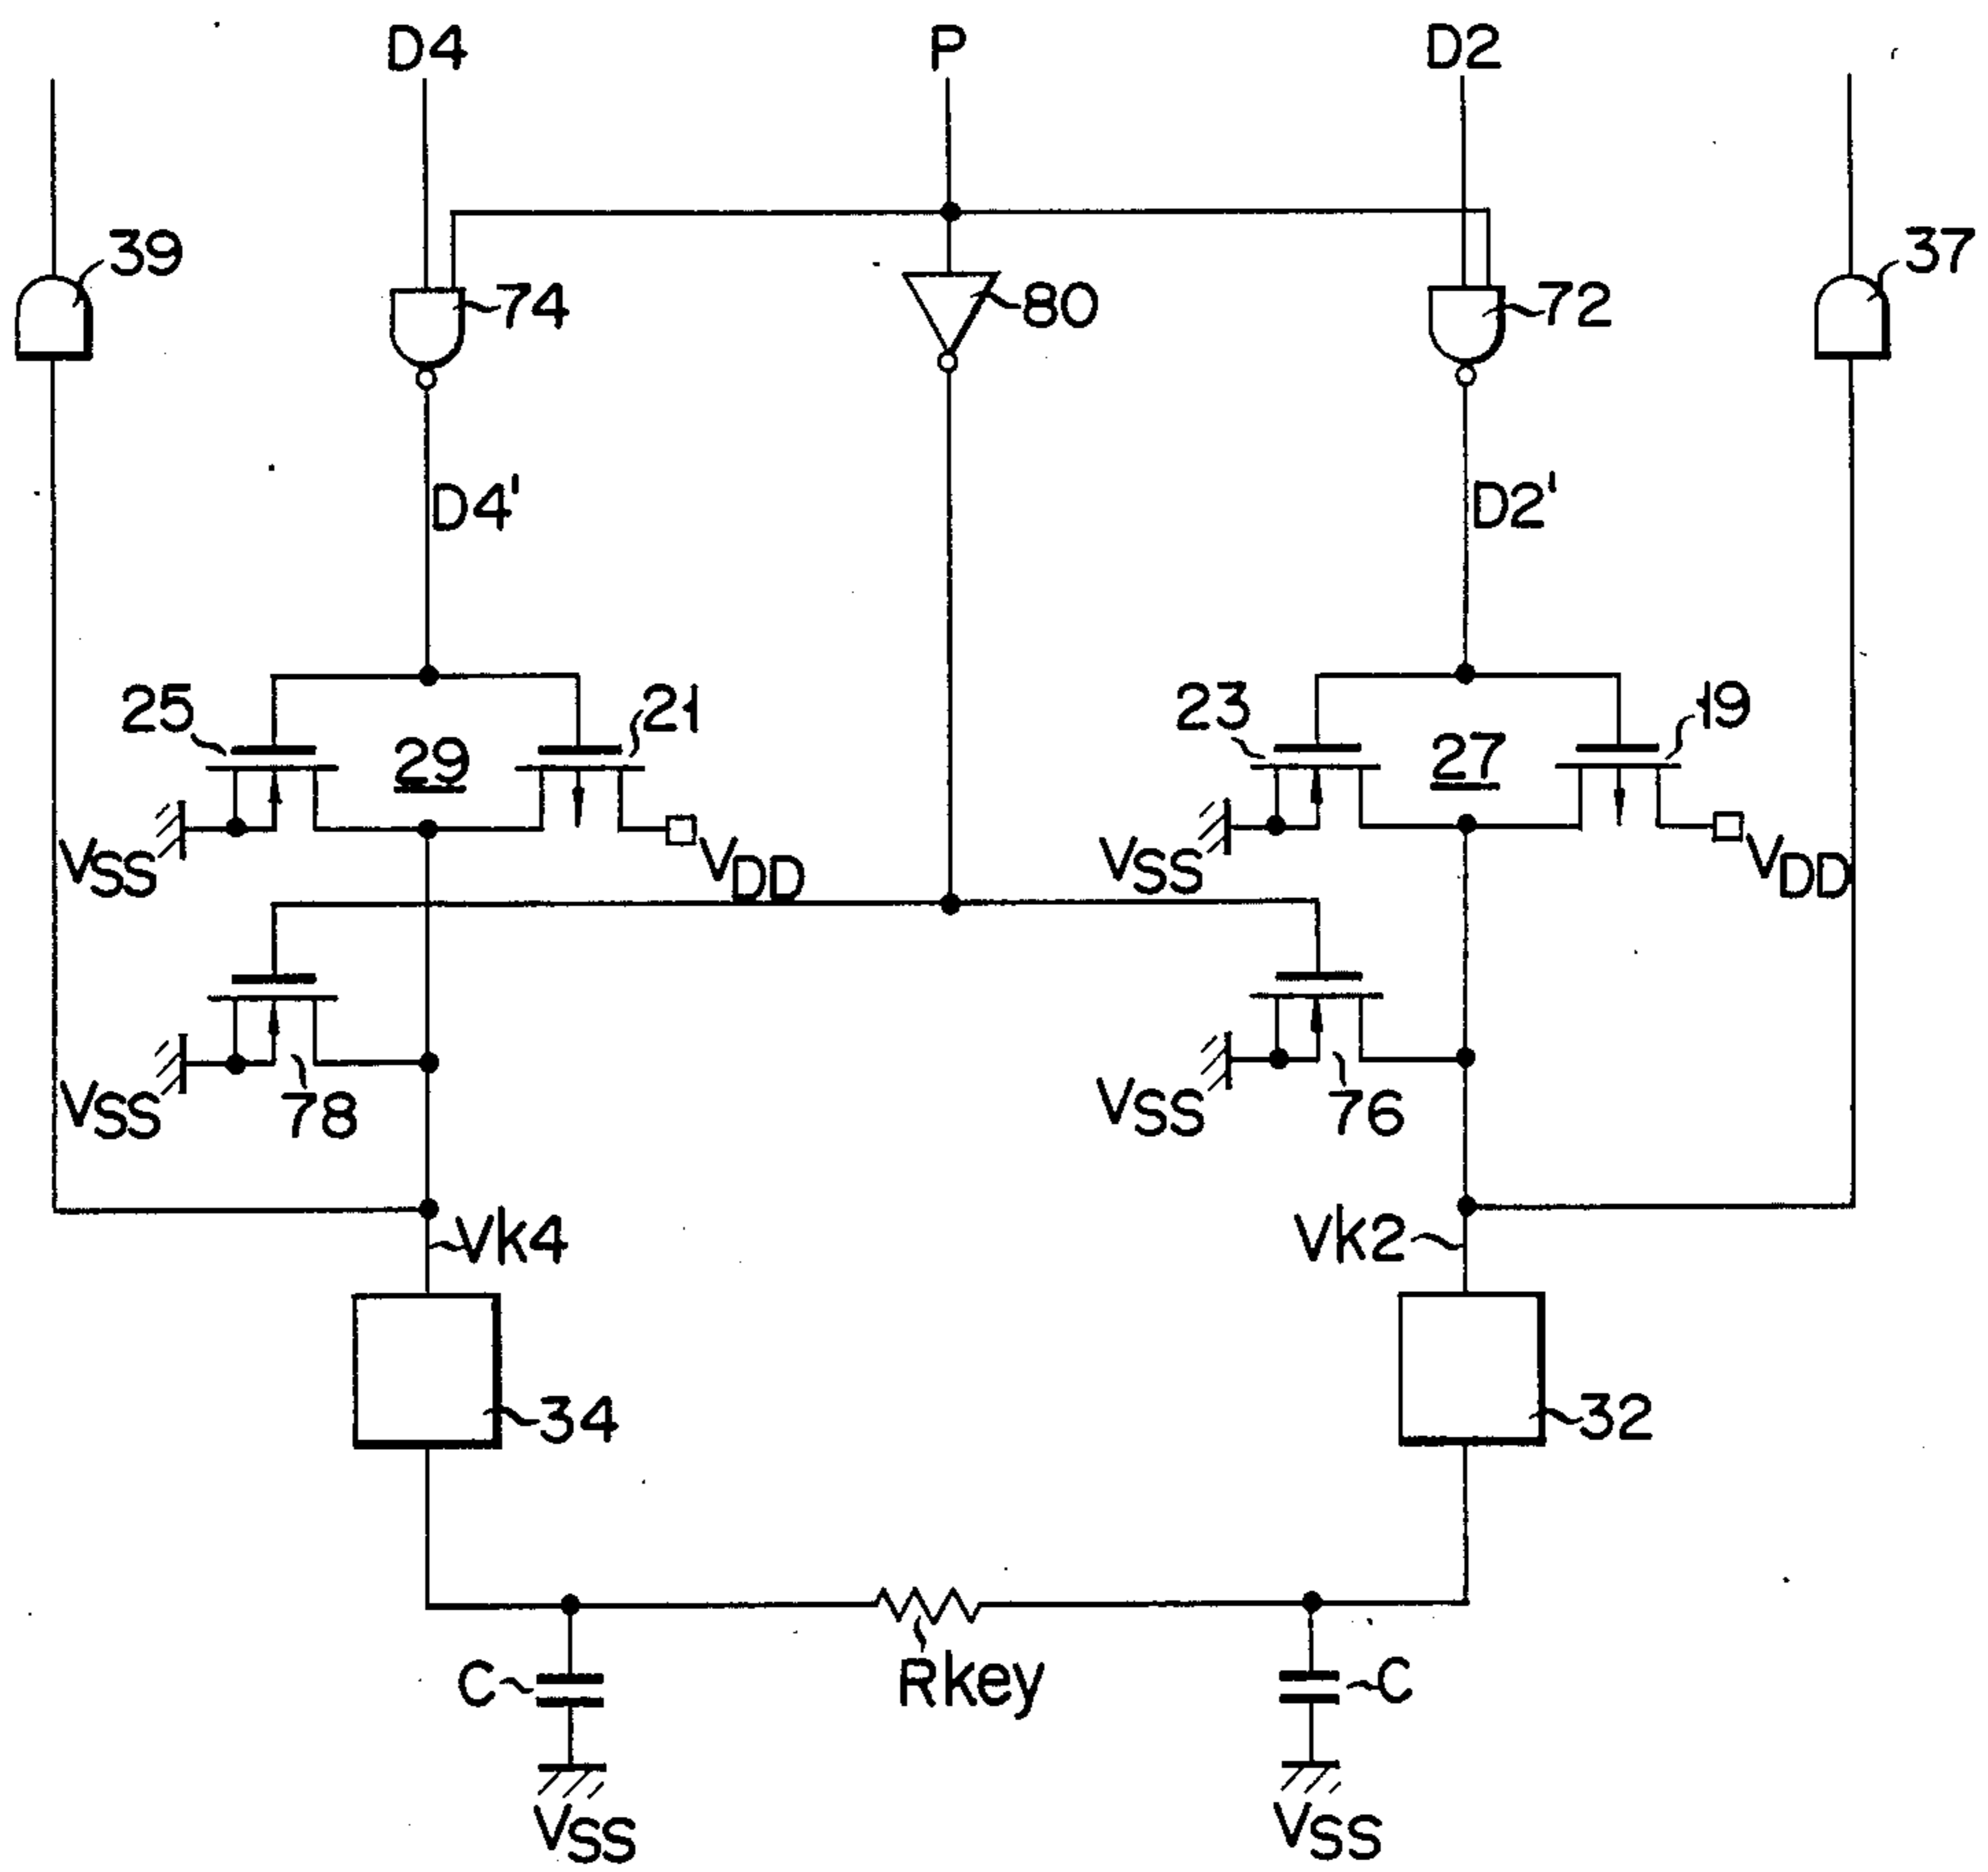 D4 P D2
39 37
74 80 72
D4' D2'
25 29 21 23 27 19
VSS VDD VSS VDD
VSS 78 VSS 76
Vk4 Vk2
34 32
C Rkey C
VSS VSS